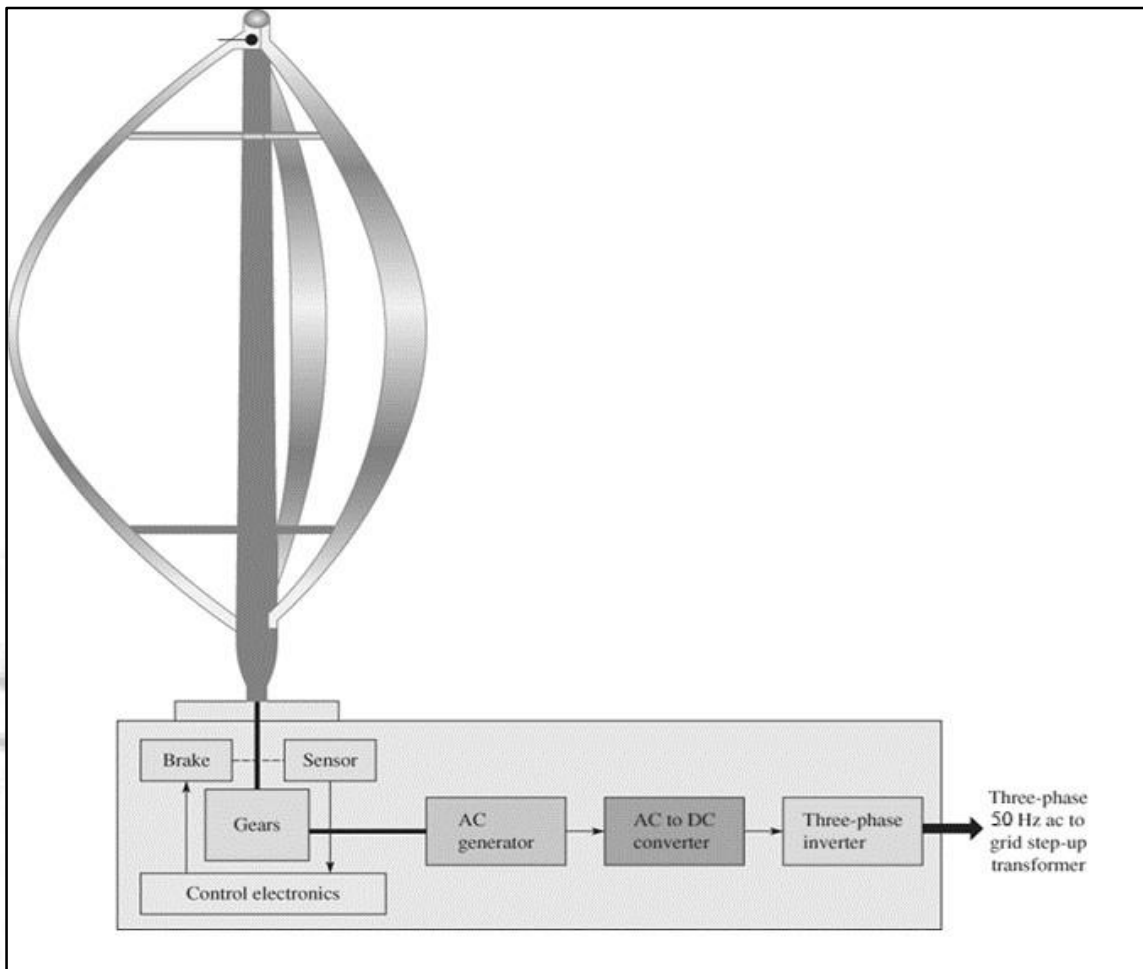 Brake
Sensor
Gears
Control electronics
AC
generator
AC to DC
converter
Three-phase
inverter
Three-phase
50 Hz ac to
grid step-up
transformer